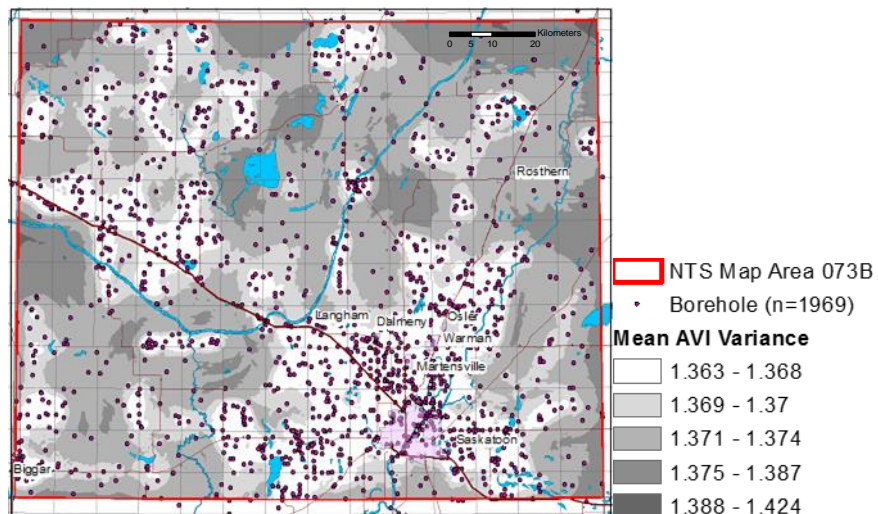 Kilometers
0 5 10 20
Rosthern
Langham
Dalmeny
Osler
Warman
Martensville
Saskatoon
Biggar
NTS Map Area 073B
Borehole (n=1969)
Mean AVI Variance
1.363 - 1.368
1.369 - 1.37
1.371 - 1.374
1.375 - 1.387
1.388 - 1.424